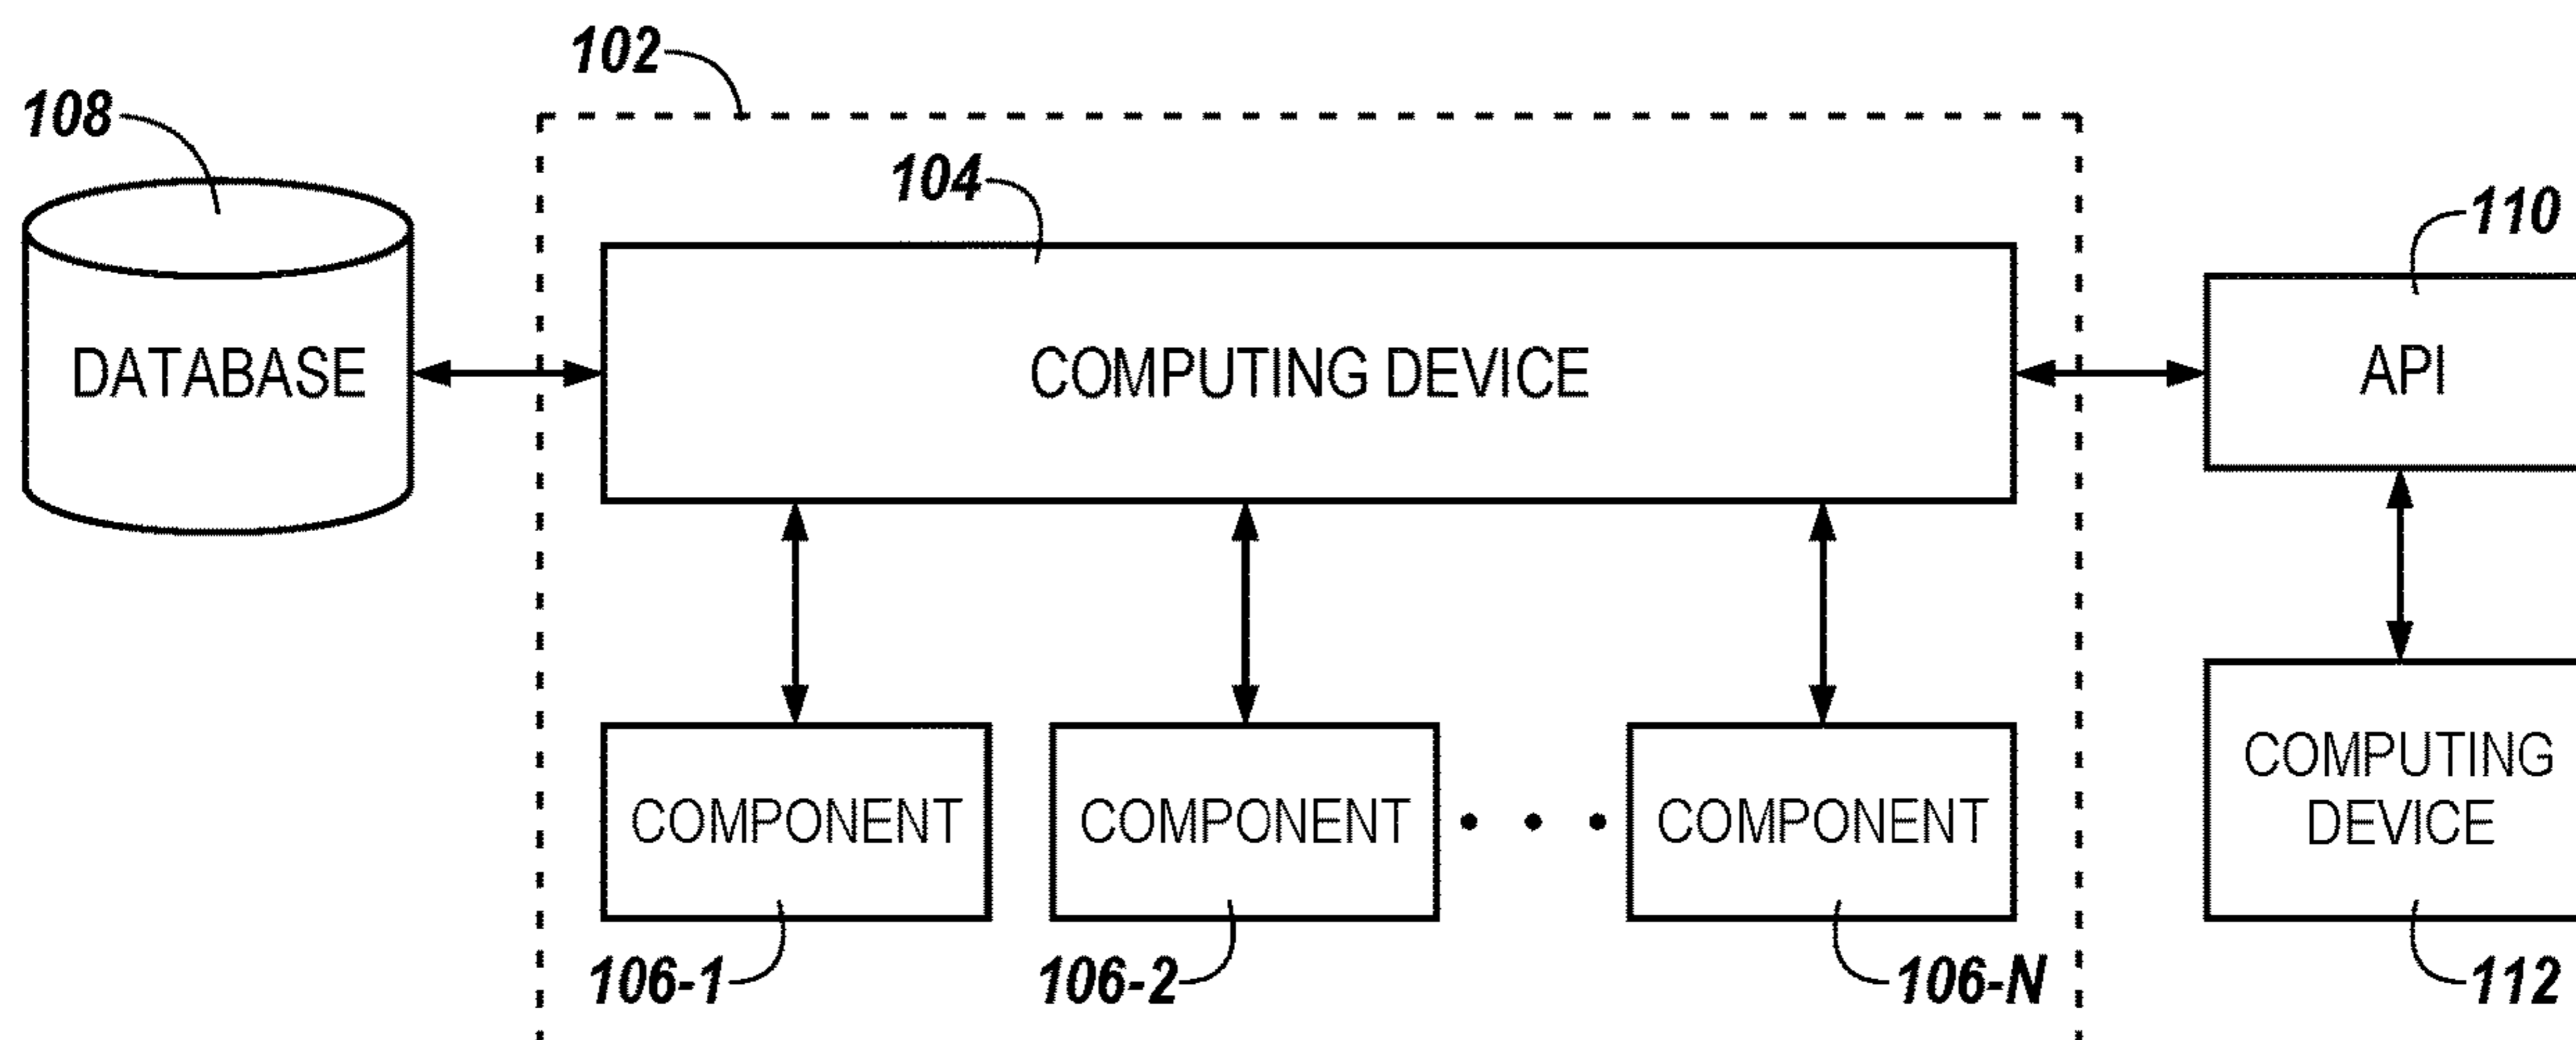 102
108
104
110
DATABASE
COMPUTING DEVICE
API
COMPONENT
COMPONENT
COMPONENT
COMPUTING
DEVICE
106-1
106-2
106-N
112